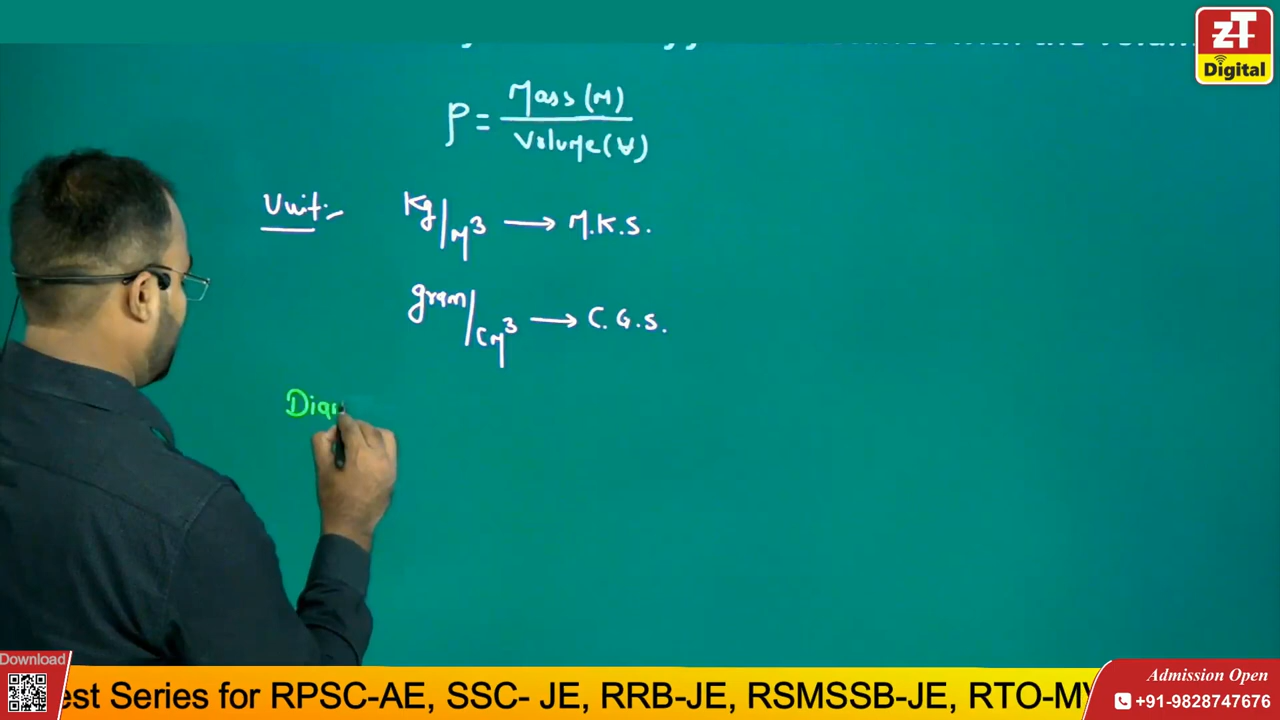 zT
Digital
ρ = Mass (M)
Volume (V)
Unit:-
Kg/M3 → M.K.S.
gram/CM3 → C.G.S.
Download
est Series for RPSC-AE, SSC- JE, RRB-JE, RSMSSB-JE, RTO-MV
Admission Open
+91-9828747676